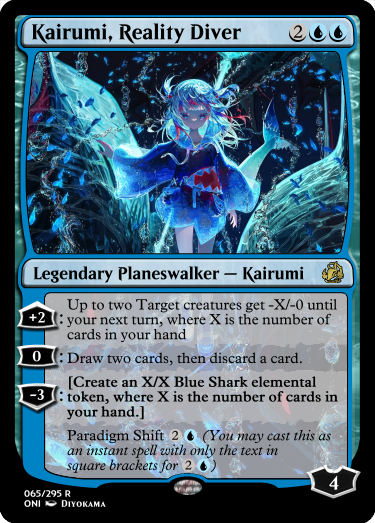 Kairumi, Reality Diver 2
Legendary Planeswalker — Kairumi
+2: Up to two Target creatures get -X/-0 until
your next turn, where X is the number of
cards in your hand
0: Draw two cards, then discard a card.
-3: [Create an X/X Blue Shark elemental
token, where X is the number of cards in
your hand.]
Paradigm Shift 2 (You may cast this as
an instant spell with only the text in
square brackets for 2 )
4
065/295 R
ONI Diyokama